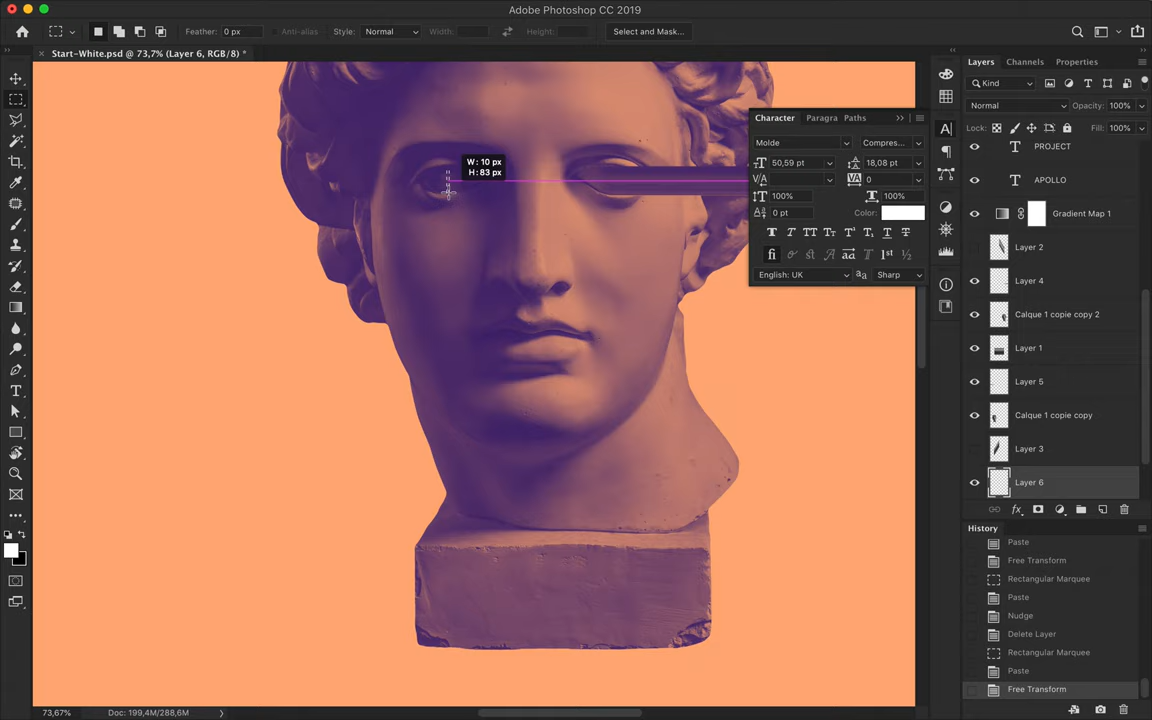 Adobe Photoshop CC 2019
Feather: 0 px
Anti-alias
Style: Normal
Width:
Height:
Select and Mask...
Start-White.psd @ 73,7% (Layer 6, RGB/8) *
W: 10 px
H: 83 px
Character
Paragra
Paths
Molde
Compres...
50,59 pt
18,08 pt
0
100%
100%
0 pt
Color:
English: UK
Sharp
Layers
Channels
Properties
Kind
Normal
Opacity: 100%
Lock:
Fill: 100%
PROJECT
APOLLO
Gradient Map 1
Layer 2
Layer 4
Calque 1 copie copy 2
Layer 1
Layer 5
Calque 1 copie copy
Layer 3
Layer 6
History
Paste
Free Transform
Rectangular Marquee
Paste
Nudge
Delete Layer
Rectangular Marquee
Paste
Free Transform
73,67%
Doc: 199,4M/288,6M